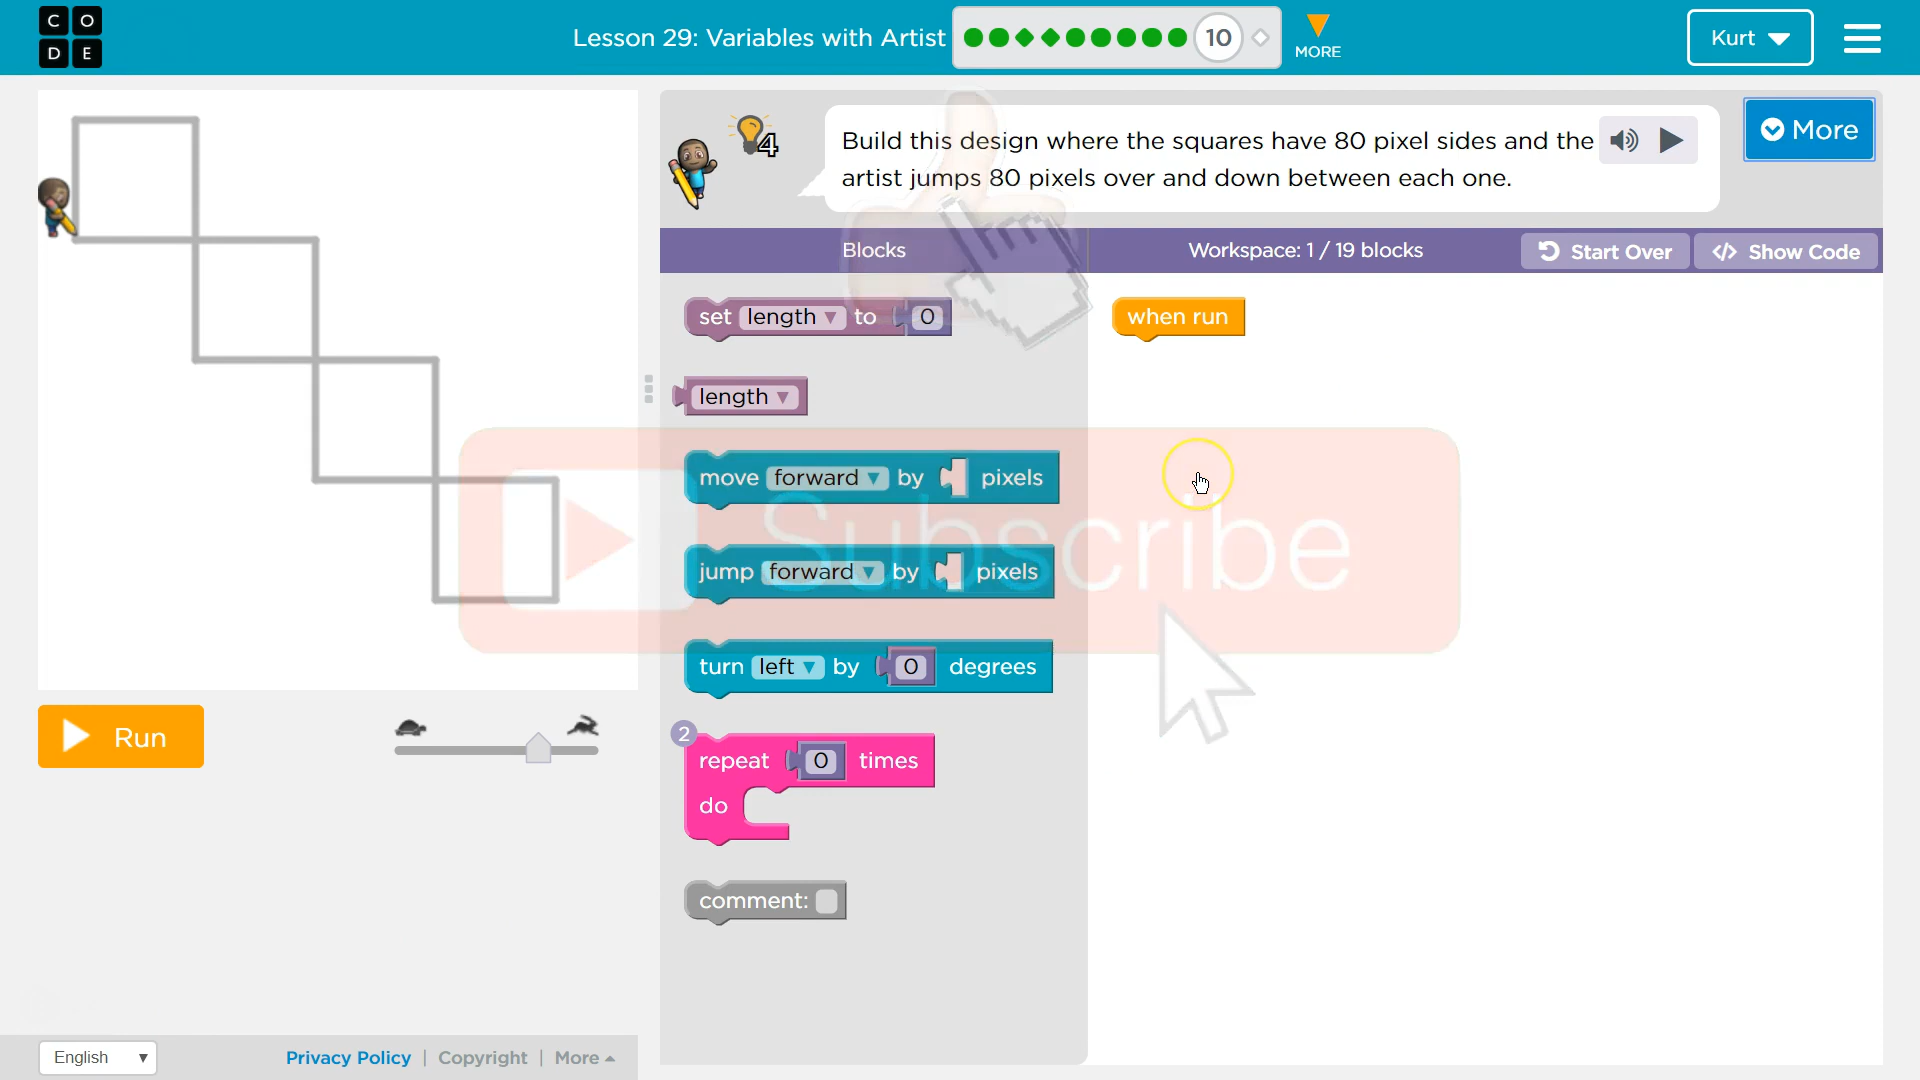 C O
D E
Lesson 29: Variables with Artist
10
MORE
Kurt
4
Build this design where the squares have 80 pixel sides and the
artist jumps 80 pixels over and down between each one.
More
Blocks
Workspace: 1 / 19 blocks
Start Over
</> Show Code
set length to 0
when run
length
move forward by pixels
Subscribe
jump forward by pixels
turn left by 0 degrees
Run
2
repeat 0 times
do
comment:
English
Privacy Policy | Copyright | More